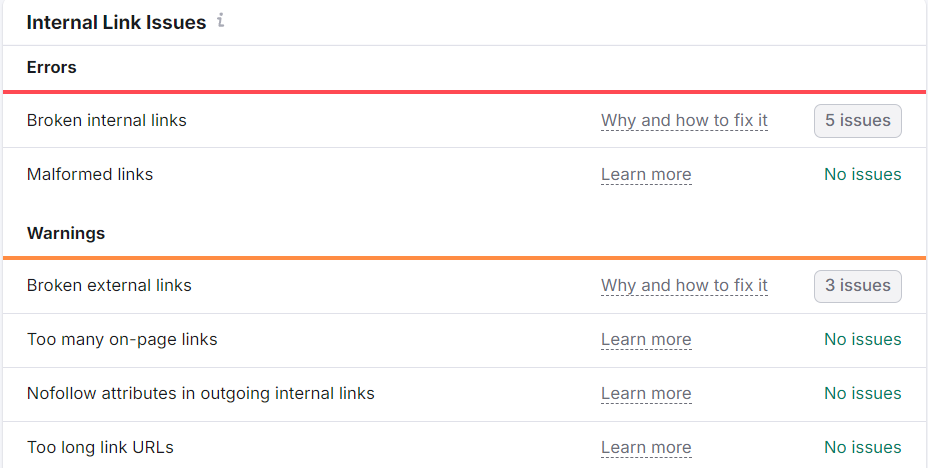 Internal Link Issues i
Errors
Broken internal links Why and how to fix it 5 issues
Malformed links Learn more No issues
Warnings
Broken external links Why and how to fix it 3 issues
Too many on-page links Learn more No issues
Nofollow attributes in outgoing internal links Learn more No issues
Too long link URLs Learn more No issues